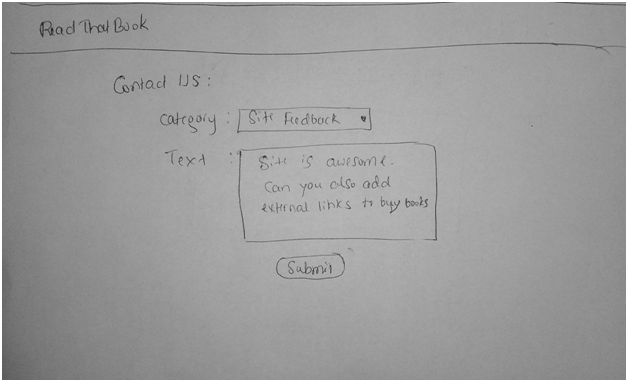 Read That Book
Contact US:
Category : Site Feedback
Text : Site is awesome.
Can you also add
external links to buy books
Submit